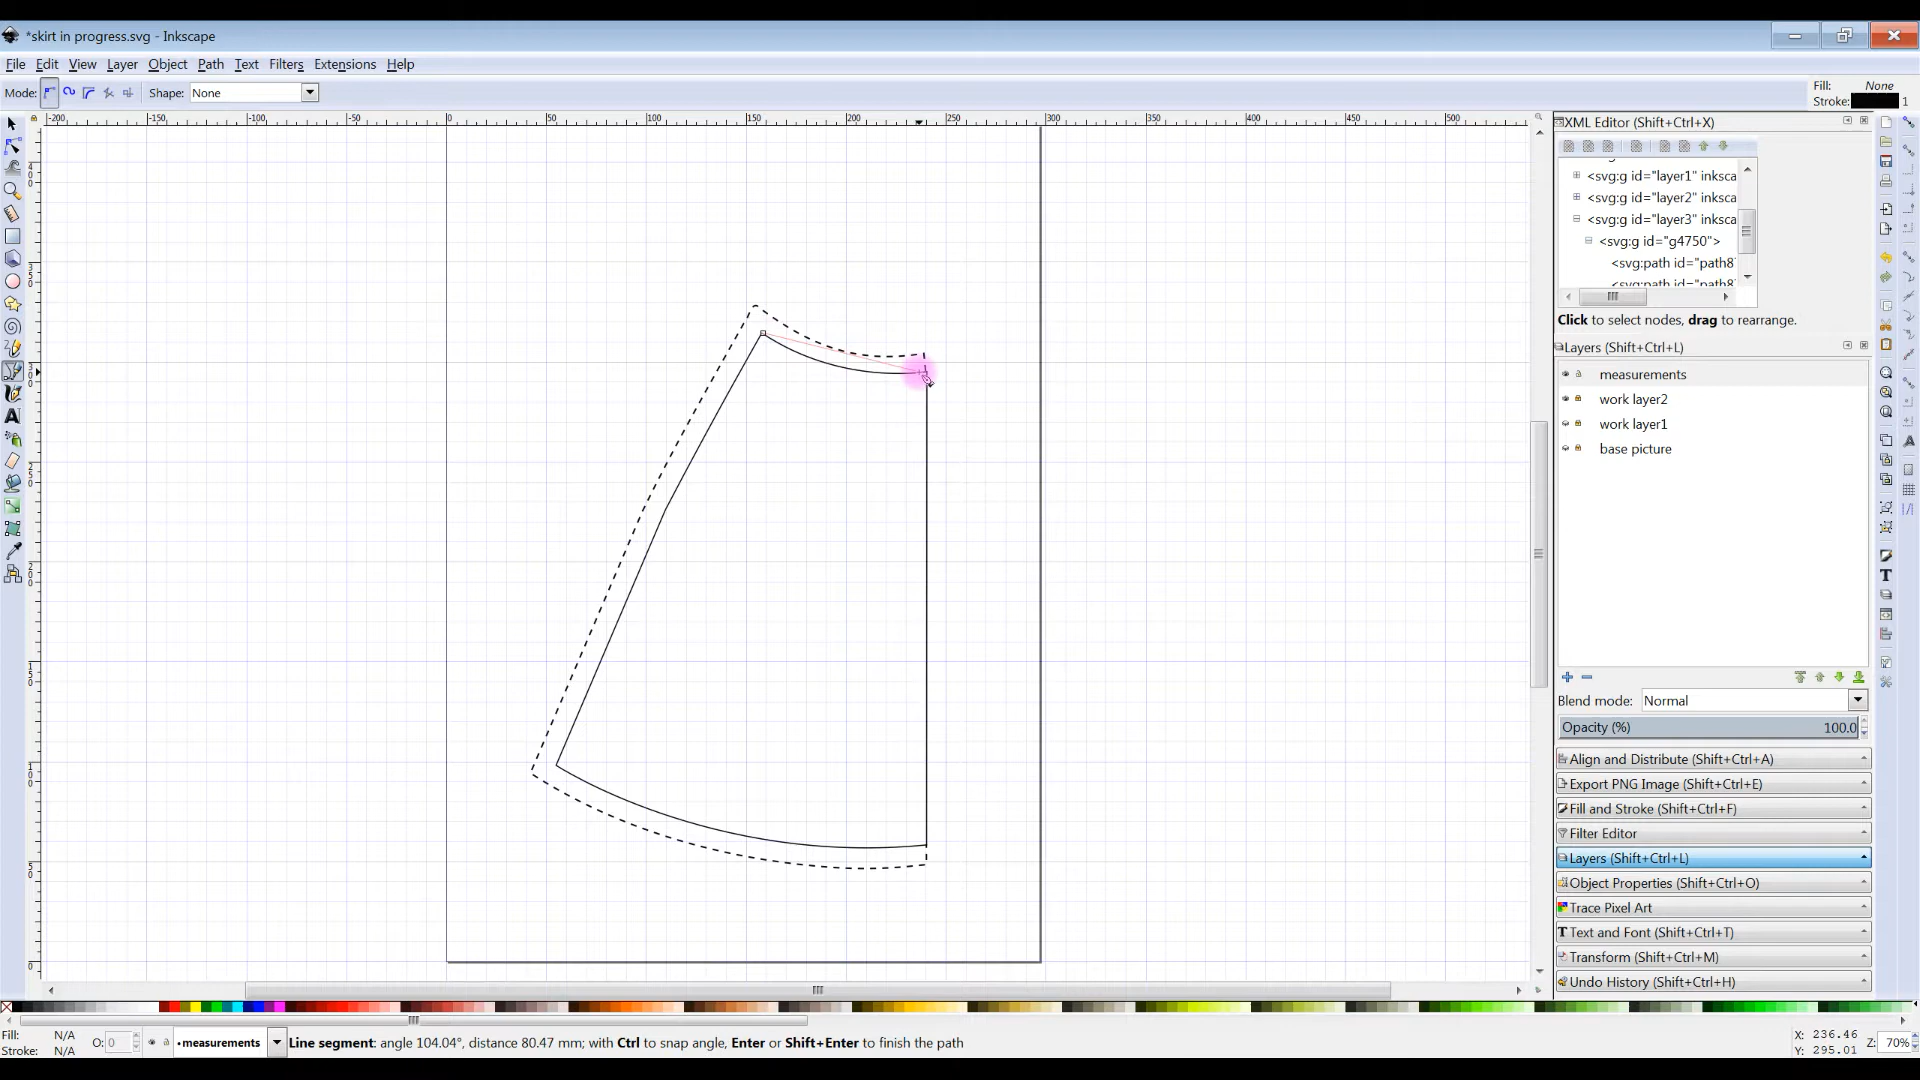 *skirt in progress.svg - Inkscape
File Edit View Layer Object Path Text Filters Extensions Help
Mode: Shape: None
Fill: None
Stroke: 1
-200 -150 -100 -50 0 50 100 150 200 250 300 350 400 450 500
XML Editor (Shift+Ctrl+X)
<svg:g id="layer1" inksca
<svg:g id="layer2" inksca
<svg:g id="layer3" inksca
<svg:g id="g4750">
<svg:path id="path8
<svg:path id="path8
Click to select nodes, drag to rearrange.
Layers (Shift+Ctrl+L)
measurements
work layer2
work layer1
base picture
Blend mode: Normal
Opacity (%) 100.0
Align and Distribute (Shift+Ctrl+A)
Export PNG Image (Shift+Ctrl+E)
Fill and Stroke (Shift+Ctrl+F)
Filter Editor
Layers (Shift+Ctrl+L)
Object Properties (Shift+Ctrl+O)
Trace Pixel Art
Text and Font (Shift+Ctrl+T)
Transform (Shift+Ctrl+M)
Undo History (Shift+Ctrl+H)
Fill: N/A
Stroke: N/A
O: 0
•measurements
Line segment: angle 104.04°, distance 80.47 mm; with Ctrl to snap angle, Enter or Shift+Enter to finish the path
X: 236.46
Y: 295.01
Z: 70%